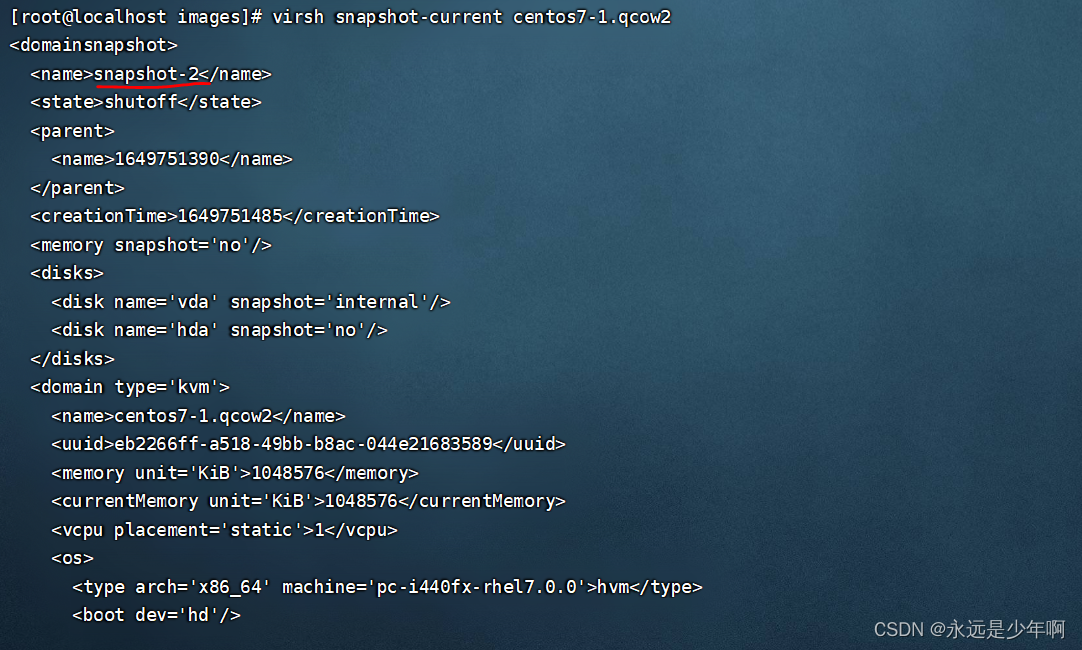 [root@localhost images]# virsh snapshot-current centos7-1.qcow2
<domainsnapshot>
  <name>snapshot-2</name>
  <state>shutoff</state>
  <parent>
    <name>1649751390</name>
  </parent>
  <creationTime>1649751485</creationTime>
  <memory snapshot='no'/>
  <disks>
    <disk name='vda' snapshot='internal'/>
    <disk name='hda' snapshot='no'/>
  </disks>
  <domain type='kvm'>
    <name>centos7-1.qcow2</name>
    <uuid>eb2266ff-a518-49bb-b8ac-044e21683589</uuid>
    <memory unit='KiB'>1048576</memory>
    <currentMemory unit='KiB'>1048576</currentMemory>
    <vcpu placement='static'>1</vcpu>
    <os>
      <type arch='x86_64' machine='pc-i440fx-rhel7.0.0'>hvm</type>
      <boot dev='hd'/>
CSDN @永远是少年啊